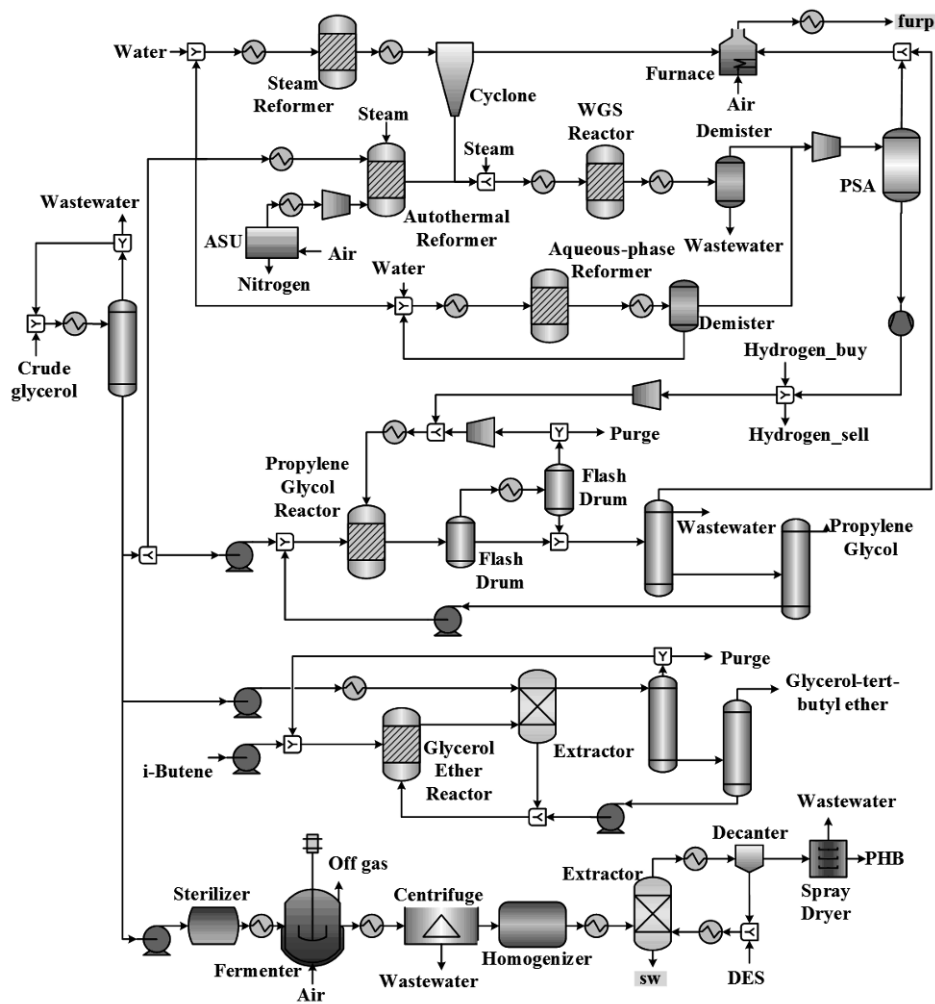 furp
Water
Steam
Reformer
Cyclone
Furnace
Air
Steam
WGS
Reactor
Demister
Steam
PSA
Wastewater
Autothermal
Reformer
Wastewater
ASU
Air
Nitrogen
Aqueous-phase
Reformer
Water
Demister
Crude
glycerol
Hydrogen_buy
Hydrogen_sell
Purge
Propylene
Glycol
Reactor
Flash
Drum
Wastewater
Propylene
Glycol
Flash
Drum
Purge
Glycerol-tert-
butyl ether
Extractor
i-Butene
Glycerol
Ether
Reactor
Wastewater
Decanter
Off gas
Extractor
PHB
Sterilizer
Centrifuge
Spray
Dryer
Fermenter
Homogenizer
Wastewater
Air
sw
DES